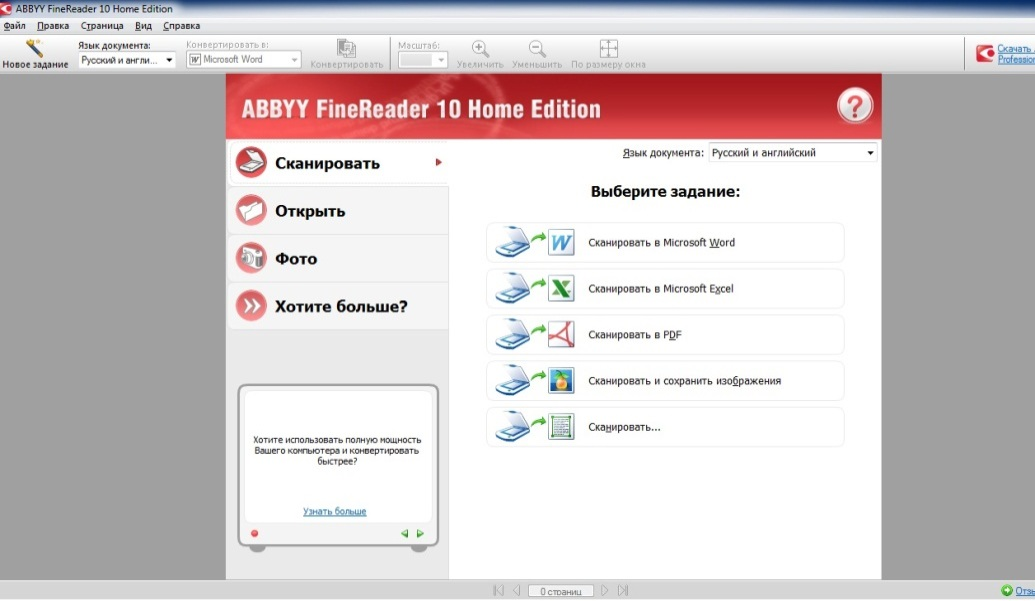 ABBYY FineReader 10 Home Edition
Файл Правка Страница Вид Справка
Язык документа: Конвертировать в: Масштаб:
Новое задание Русский и англи... Microsoft Word Конвертировать Увеличить Уменьшить По размеру окна
Скачать
Profession
ABBYY FineReader 10 Home Edition
?
Сканировать
Открыть
Фото
Хотите больше?
Язык документа: Русский и английский
Выберите задание:
Сканировать в Microsoft Word
Сканировать в Microsoft Excel
Сканировать в PDF
Сканировать и сохранить изображения
Сканировать...
Хотите использовать полную мощность
Вашего компьютера и конвертировать
быстрее?
Узнать больше
0 страниц